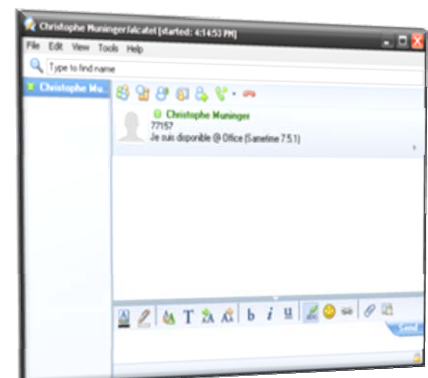 Christophe Muninger/alcatel [started: 4:14:53 PM]
File Edit View Tools Help
Type to find name
Christophe Mu...
Christophe Muninger
77157
Je suis disponible @ Office (Sametime 7.5.1)
T A A b i u
Send